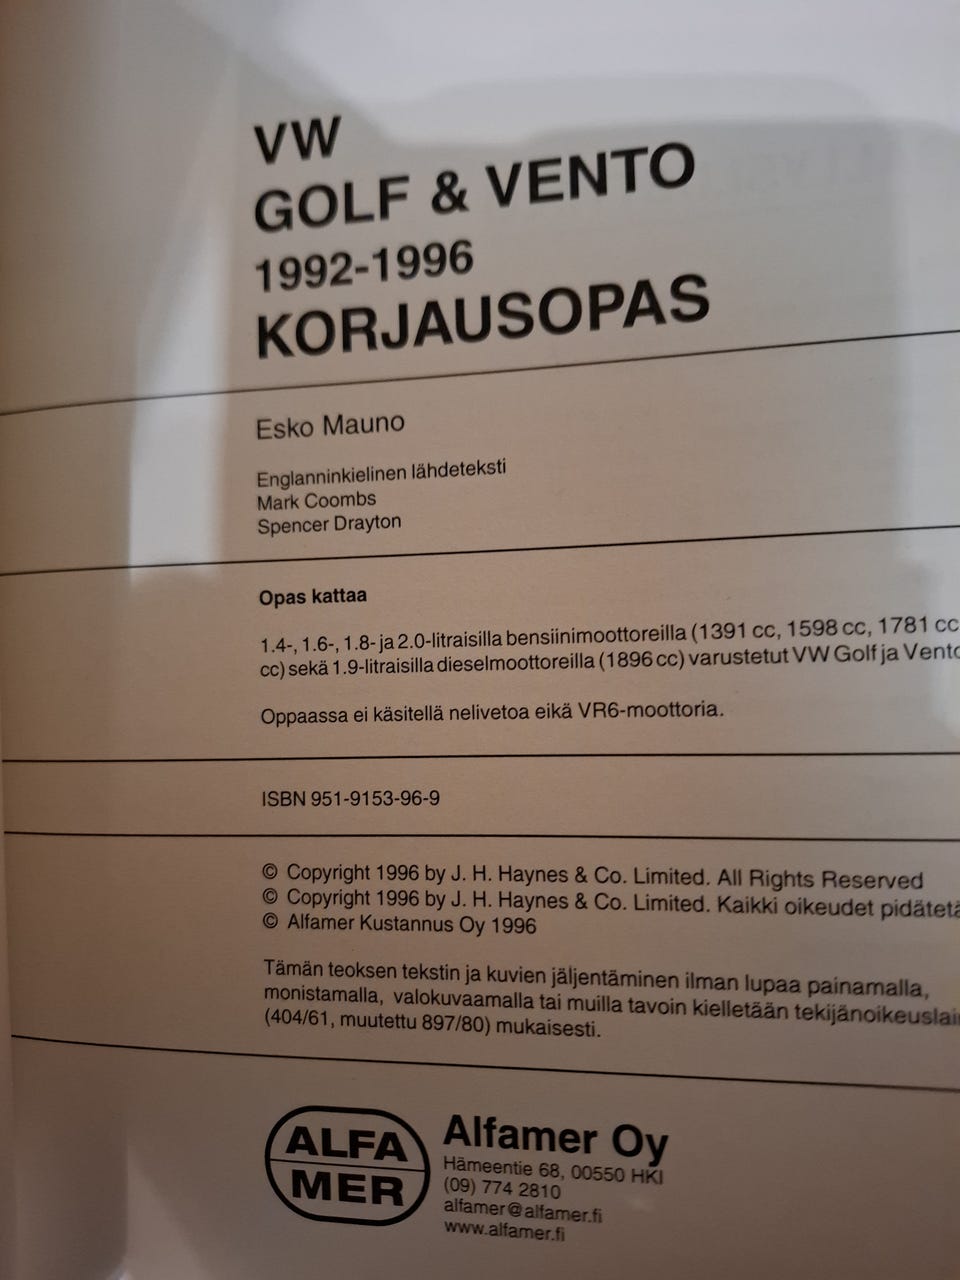 VW
GOLF & VENTO
1992-1996
KORJAUSOPAS
Esko Mauno
Englanninkielinen lähdeteksti
Mark Coombs
Spencer Drayton
Opas kattaa
1.4-, 1.6-, 1.8- ja 2.0-litraisilla bensiinimoottoreilla (1391 cc, 1598 cc, 1781 cc
cc) sekä 1.9-litraisilla dieselmoottoreilla (1896 cc) varustetut VW Golf ja Vento
Oppaassa ei käsitellä nelivetoa eikä VR6-moottoria.
ISBN 951-9153-96-9
© Copyright 1996 by J. H. Haynes & Co. Limited. All Rights Reserved
© Copyright 1996 by J. H. Haynes & Co. Limited. Kaikki oikeudet pidätetä
© Alfamer Kustannus Oy 1996
Tämän teoksen tekstin ja kuvien jäljentäminen ilman lupaa painamalla,
monistamalla, valokuvaamalla tai muilla tavoin kielletään tekijänoikeuslai
(404/61, muutettu 897/80) mukaisesti.
ALFA
MER
Alfamer Oy
Hämeentie 68, 00550 HKI
(09) 774 2810
alfamer@alfamer.fi
www.alfamer.fi